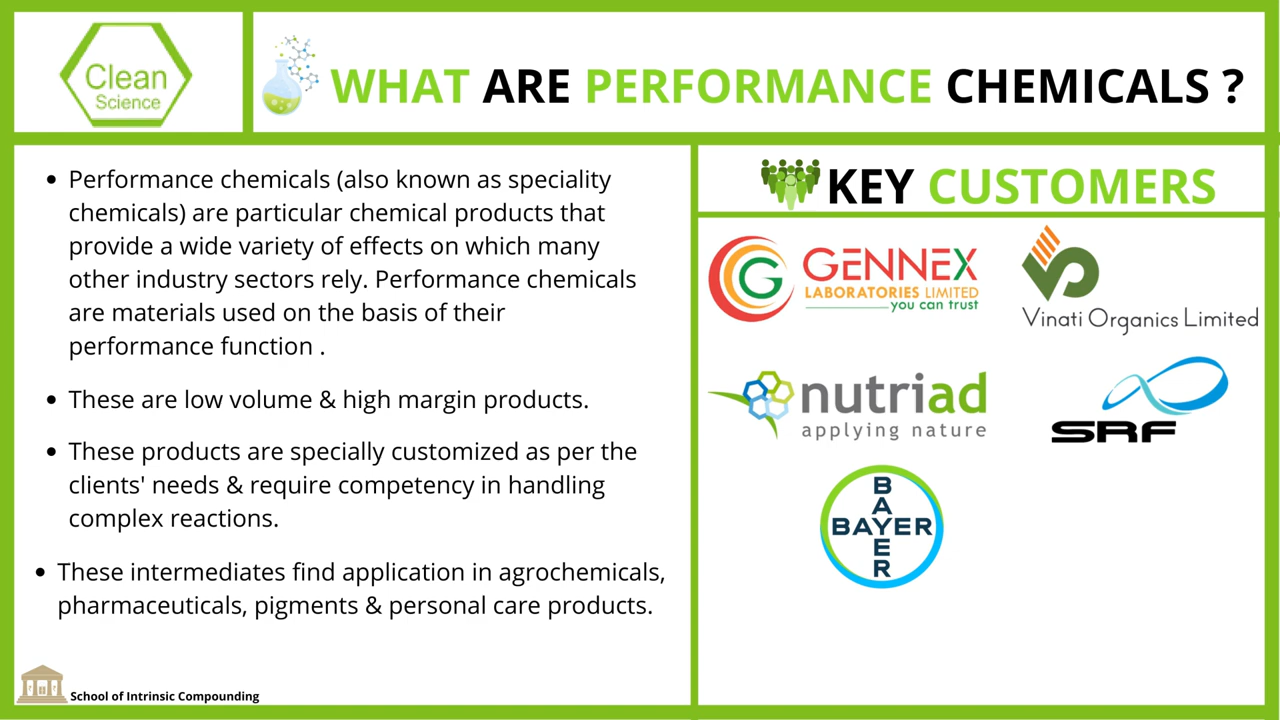 Clean
Science
WHAT ARE PERFORMANCE CHEMICALS ?
Performance chemicals (also known as speciality
chemicals) are particular chemical products that
provide a wide variety of effects on which many
other industry sectors rely. Performance chemicals
are materials used on the basis of their
performance function .
These are low volume & high margin products.
These products are specially customized as per the
clients' needs & require competency in handling
complex reactions.
These intermediates find application in agrochemicals,
pharmaceuticals, pigments & personal care products.
School of Intrinsic Compounding
KEY CUSTOMERS
G
GENNEX
LABORATORIES LIMITED
you can trust
Vinati Organics Limited
nutriad
applying nature
SRF
BAYER
BAYER